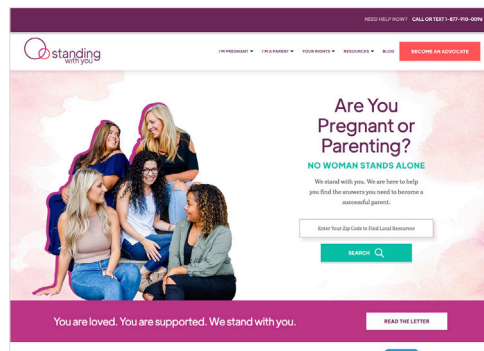 NEED HELP NOW? CALL OR TEXT 1-877-910-0096
standing
with you
I'M PREGNANT I'M A PARENT YOUR RIGHTS RESOURCES BLOG BECOME AN ADVOCATE
Are You
Pregnant or
Parenting?
NO WOMAN STANDS ALONE
We stand with you. We are here to help
you find the answers you need to become a
successful parent.
Enter Your Zip Code to Find Local Resources
SEARCH
You are loved. You are supported. We stand with you.
READ THE LETTER